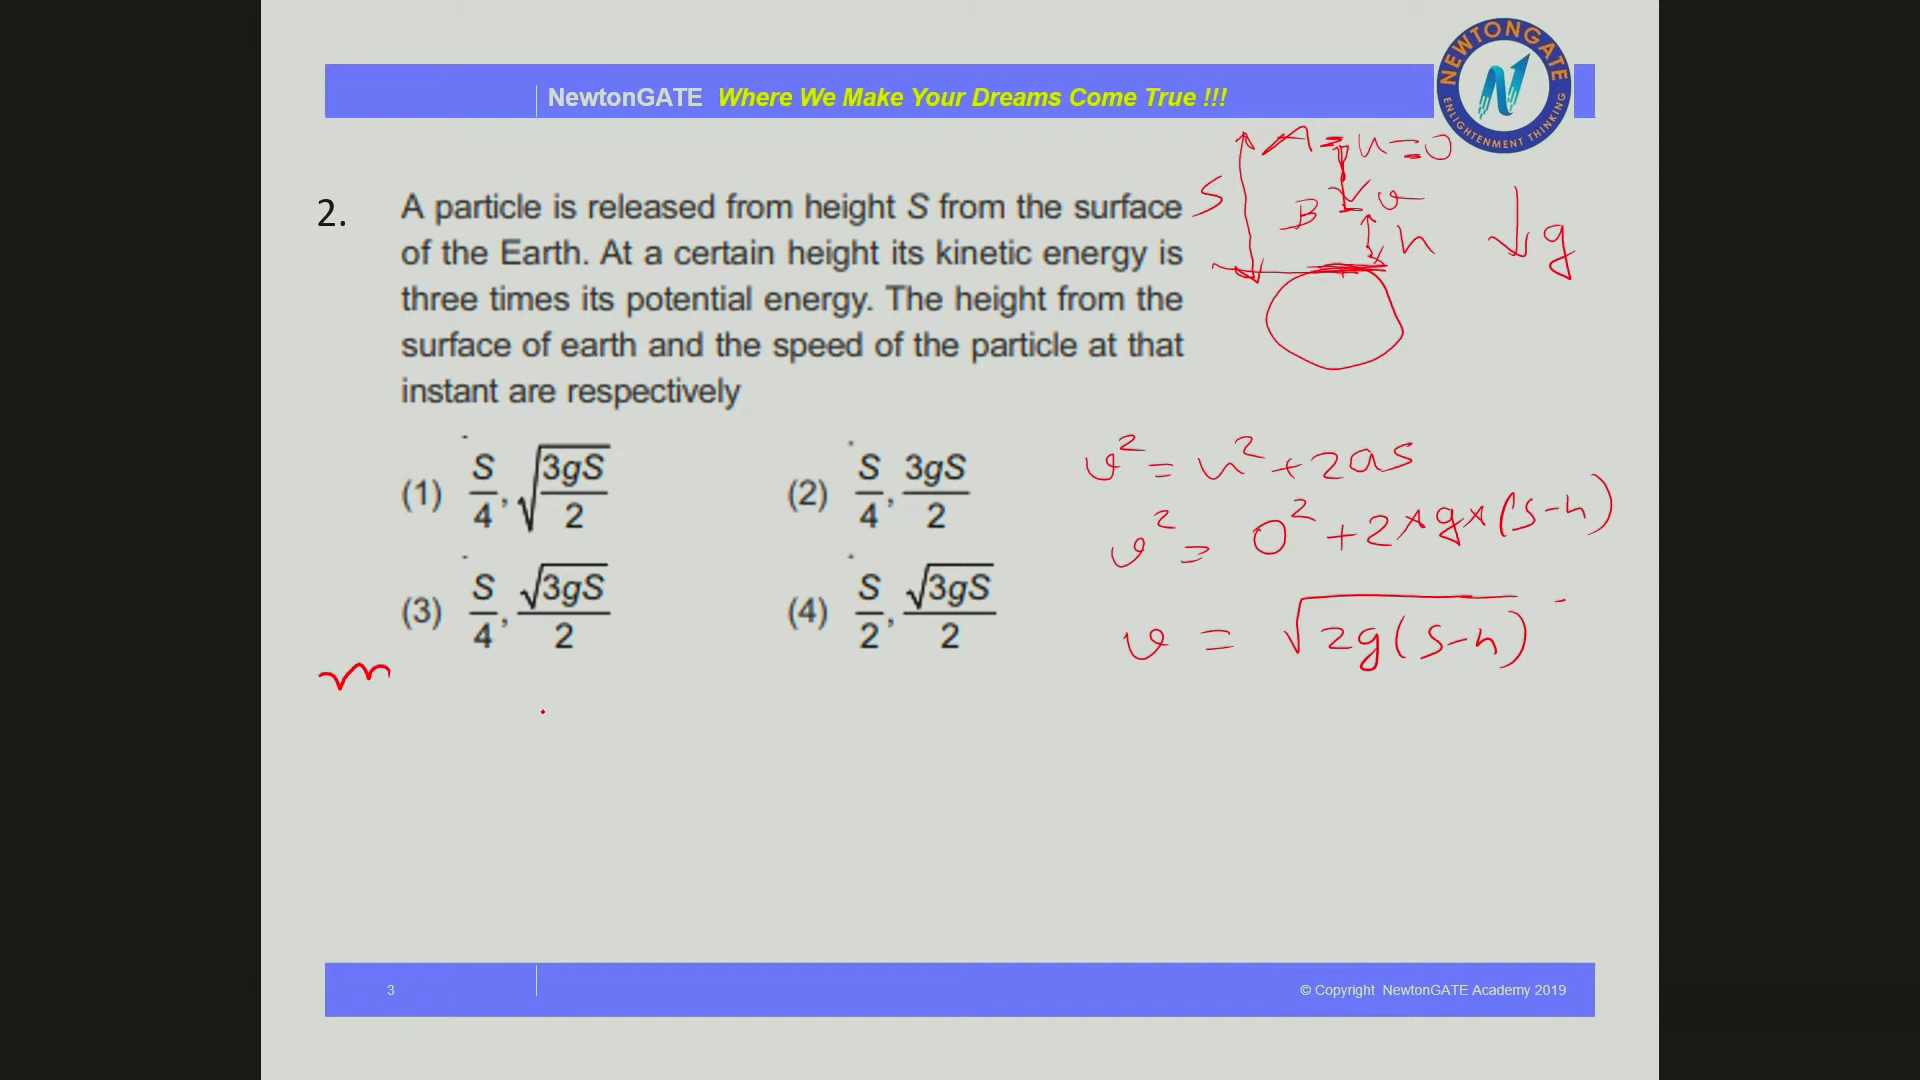 NEWTONGATE
ENLIGHTENMENT THINKING
NewtonGATE Where We Make Your Dreams Come True !!!
A u=0
S
B v
h
g
2. A particle is released from height S from the surface
of the Earth. At a certain height its kinetic energy is
three times its potential energy. The height from the
surface of earth and the speed of the particle at that
instant are respectively
(1) S/4, √(3gS/2)
(2) S/4, 3gS/2
(3) S/4, √3gS/2
(4) S/2, √3gS/2
v² = u² + 2as
v² = 0² + 2×g×(S-h)
v = √2g(S-h)
m
3
© Copyright NewtonGATE Academy 2019